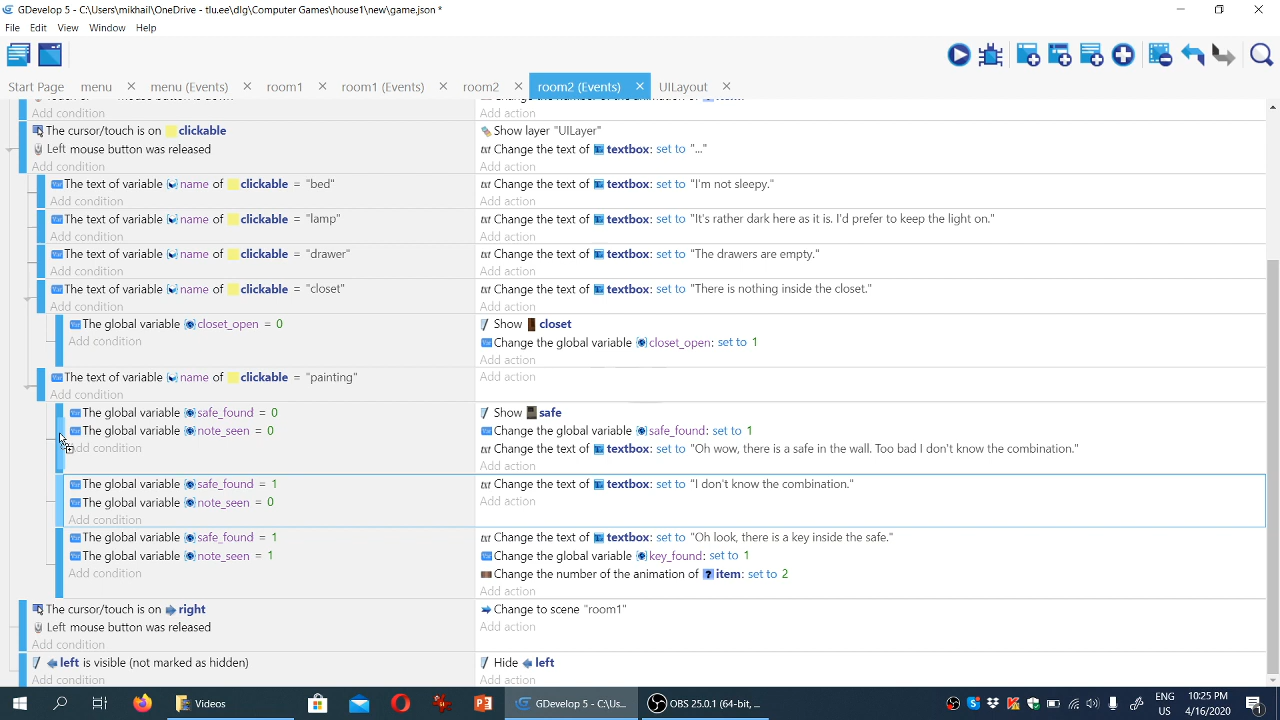 GDevelop 5 - C:\Users\mikhail\OneDrive - tlu.ee\dlg\Computer Games\house1\new\game.json *
File Edit View Window Help
Start Page menu menu (Events) room1 room1 (Events) room2 room2 (Events) UILayout
Add condition Add action
The cursor/touch is on clickable Show layer "UILayer"
Left mouse button was released Change the text of textbox: set to "..."
Add condition Add action
The text of variable name of clickable = "bed" Change the text of textbox: set to "I'm not sleepy."
Add condition Add action
The text of variable name of clickable = "lamp" Change the text of textbox: set to "It's rather dark here as it is. I'd prefer to keep the light on."
Add condition Add action
The text of variable name of clickable = "drawer" Change the text of textbox: set to "The drawers are empty."
Add condition Add action
The text of variable name of clickable = "closet" Change the text of textbox: set to "There is nothing inside the closet."
Add condition Add action
The global variable closet_open = 0 Show closet
Add condition Change the global variable closet_open: set to 1
Add action
The text of variable name of clickable = "painting" Add action
Add condition
The global variable safe_found = 0 Show safe
The global variable note_seen = 0 Change the global variable safe_found: set to 1
Add condition Change the text of textbox: set to "Oh wow, there is a safe in the wall. Too bad I don't know the combination."
Add action
The global variable safe_found = 1 Change the text of textbox: set to "I don't know the combination."
The global variable note_seen = 0 Add action
Add condition
The global variable safe_found = 1 Change the text of textbox: set to "Oh look, there is a key inside the safe."
The global variable note_seen = 1 Change the global variable key_found: set to 1
Add condition Change the number of the animation of item: set to 2
Add action
The cursor/touch is on right Change to scene "room1"
Left mouse button was released Add action
Add condition
left is visible (not marked as hidden) Hide left
Add condition Add action
Videos GDevelop 5 - C:\Us... OBS 25.0.1 (64-bit, ... ENG 10:25 PM
US 4/16/2020